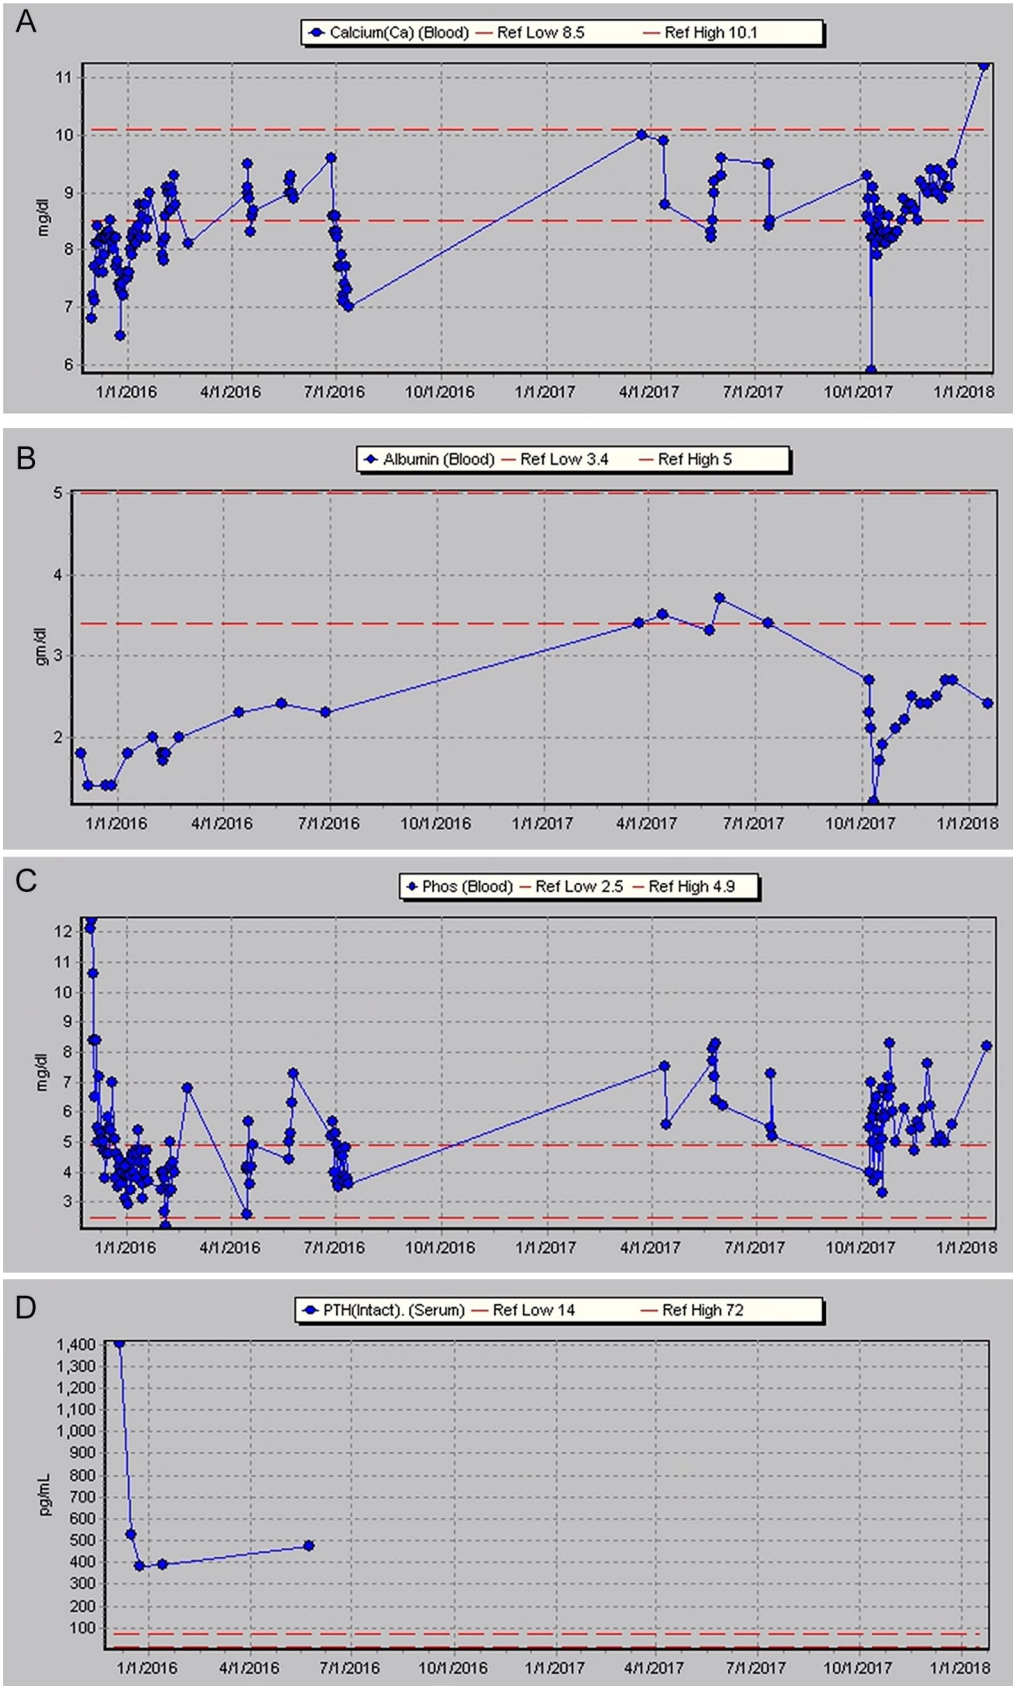 A
Calcium(Ca) (Blood) Ref Low 8.5 Ref High 10.1
11
10
9
8
7
6
mg/dl
1/1/2016 4/1/2016 7/1/2016 10/1/2016 1/1/2017 4/1/2017 7/1/2017 10/1/2017 1/1/2018
B
Albumin (Blood) Ref Low 3.4 Ref High 5
5
4
3
2
gm/dl
1/1/2016 4/1/2016 7/1/2016 10/1/2016 1/1/2017 4/1/2017 7/1/2017 10/1/2017 1/1/2018
C
Phos (Blood) Ref Low 2.5 Ref High 4.9
12
11
10
9
8
7
6
5
4
3
mg/dl
1/1/2016 4/1/2016 7/1/2016 10/1/2016 1/1/2017 4/1/2017 7/1/2017 10/1/2017 1/1/2018
D
PTH(Intact). (Serum) Ref Low 14 Ref High 72
1,400
1,300
1,200
1,100
1,000
900
800
700
600
500
400
300
200
100
pg/mL
1/1/2016 4/1/2016 7/1/2016 10/1/2016 1/1/2017 4/1/2017 7/1/2017 10/1/2017 1/1/2018